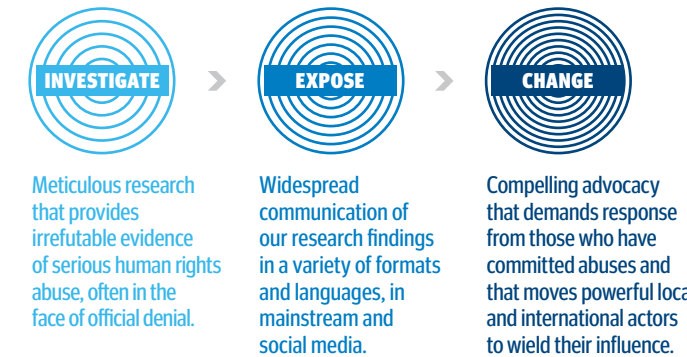 INVESTIGATE
EXPOSE
CHANGE
Meticulous research
that provides
irrefutable evidence
of serious human rights
abuse, often in the
face of official denial.
Widespread
communication of
our research findings
in a variety of formats
and languages, in
mainstream and
social media.
Compelling advocacy
that demands response
from those who have
committed abuses and
that moves powerful loca
and international actors
to wield their influence.